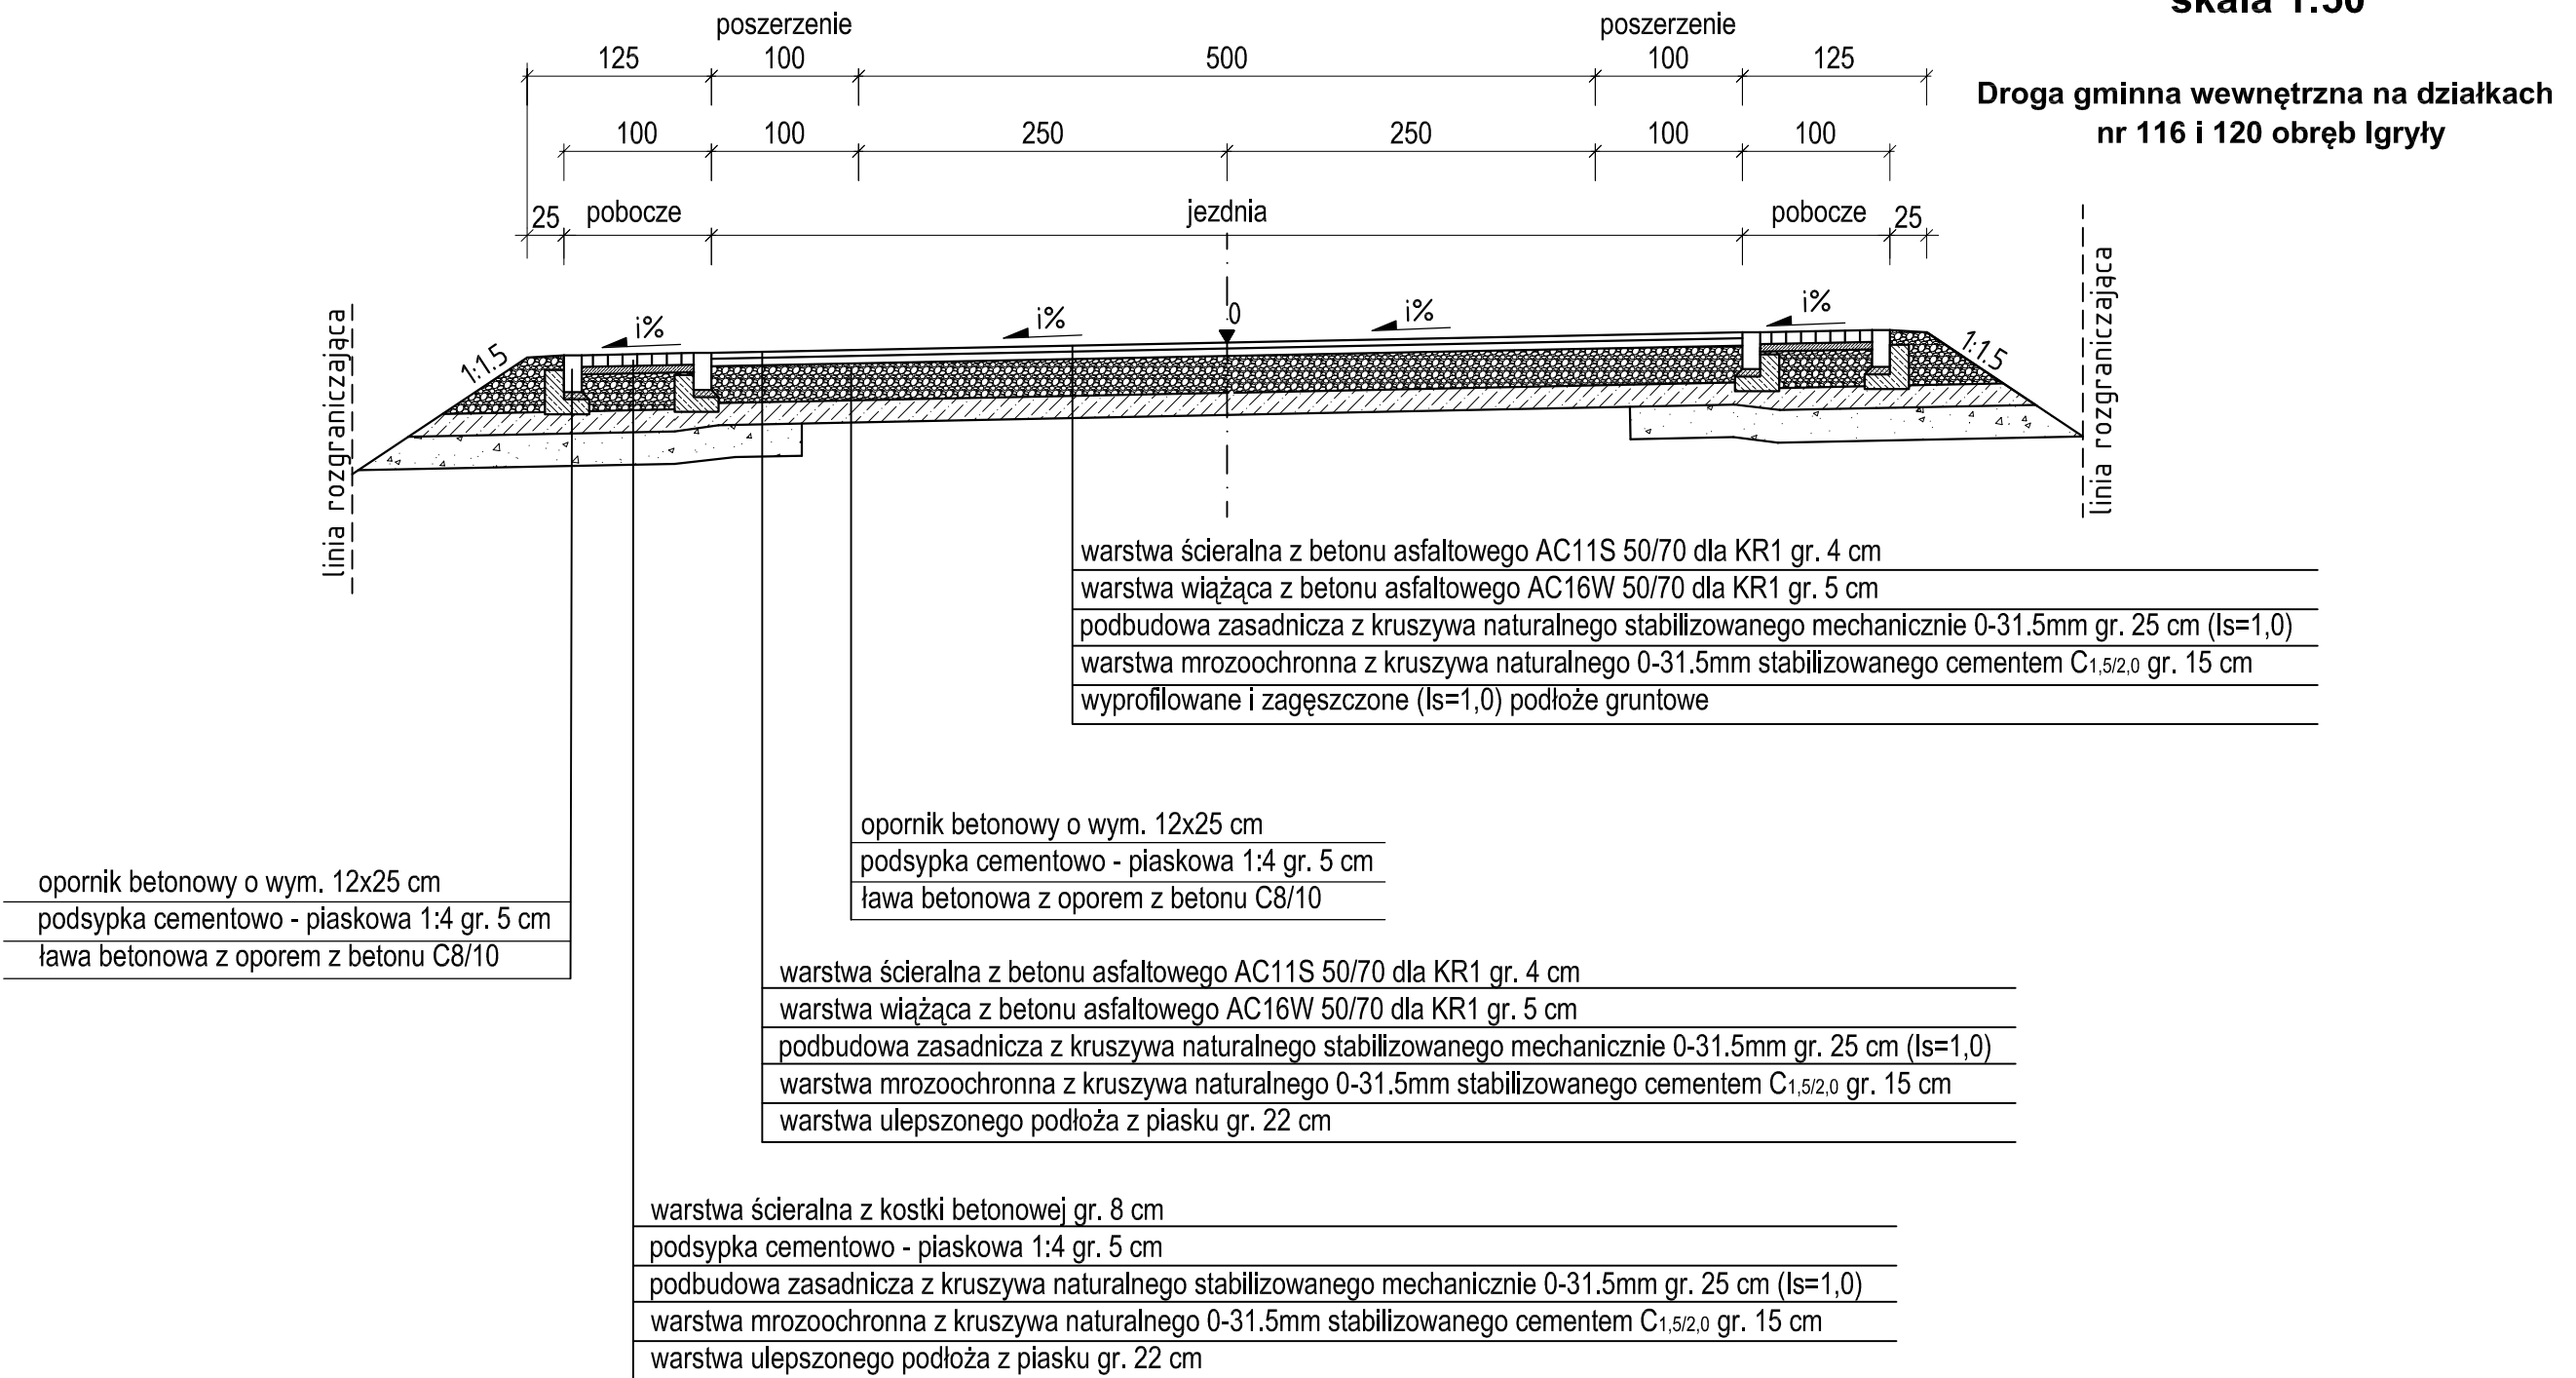 skala 1:50
Droga gminna wewnętrzna na działkach
nr 116 i 120 obręb Igryły
poszerzenie
poszerzenie
125
100
500
100
125
100
100
250
250
100
100
25
pobocze
jezdnia
pobocze
25
linia rozgraniczająca
1:1.5
i%
i%
0
i%
i%
1:1.5
linia rozgraniczająca
warstwa ścieralna z betonu asfaltowego AC11S 50/70 dla KR1 gr. 4 cm
warstwa wiążąca z betonu asfaltowego AC16W 50/70 dla KR1 gr. 5 cm
podbudowa zasadnicza z kruszywa naturalnego stabilizowanego mechanicznie 0-31.5mm gr. 25 cm (Is=1,0)
warstwa mrozoochronna z kruszywa naturalnego 0-31.5mm stabilizowanego cementem C1,5/2,0 gr. 15 cm
wyprofilowane i zagęszczone (Is=1,0) podłoże gruntowe
opornik betonowy o wym. 12x25 cm
podsypka cementowo - piaskowa 1:4 gr. 5 cm
ława betonowa z oporem z betonu C8/10
opornik betonowy o wym. 12x25 cm
podsypka cementowo - piaskowa 1:4 gr. 5 cm
ława betonowa z oporem z betonu C8/10
warstwa ścieralna z betonu asfaltowego AC11S 50/70 dla KR1 gr. 4 cm
warstwa wiążąca z betonu asfaltowego AC16W 50/70 dla KR1 gr. 5 cm
podbudowa zasadnicza z kruszywa naturalnego stabilizowanego mechanicznie 0-31.5mm gr. 25 cm (Is=1,0)
warstwa mrozoochronna z kruszywa naturalnego 0-31.5mm stabilizowanego cementem C1,5/2,0 gr. 15 cm
warstwa ulepszonego podłoża z piasku gr. 22 cm
warstwa ścieralna z kostki betonowej gr. 8 cm
podsypka cementowo - piaskowa 1:4 gr. 5 cm
podbudowa zasadnicza z kruszywa naturalnego stabilizowanego mechanicznie 0-31.5mm gr. 25 cm (Is=1,0)
warstwa mrozoochronna z kruszywa naturalnego 0-31.5mm stabilizowanego cementem C1,5/2,0 gr. 15 cm
warstwa ulepszonego podłoża z piasku gr. 22 cm